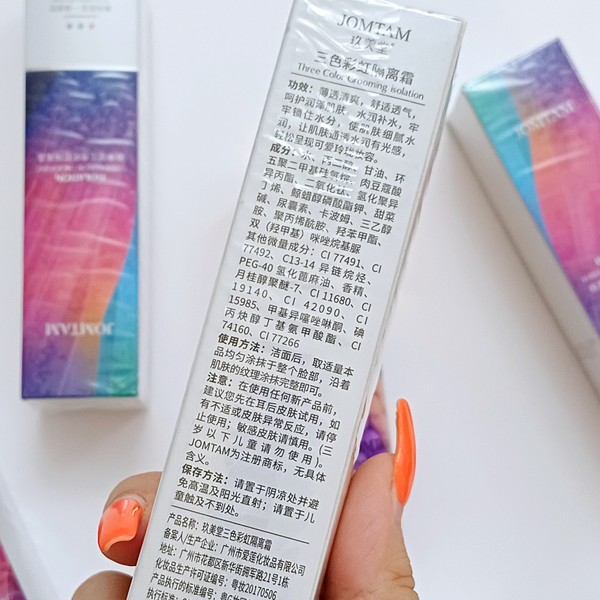 JOMTAM
玖美堂
三色彩虹隔离霜
Three Color Grooming isolation
功效：薄透清爽，舒适透气，
呵护润泽肌肤，水润补水，牢
牢锁住水分，使肌肤细腻水
润，让肌肤通透水润有光感，
轻松呈现可爱玲珑妆容。
成分：水、丙二醇、甘油、环
五聚二甲基硅氧烷、肉豆蔻酸
异丙酯、二氧化钛、氢化聚异
丁烯、鲸蜡醇磷酸酯钾、甜菜
碱、尿囊素、卡波姆、三乙醇
胺、聚丙烯酰胺、羟苯甲酯、
双（羟甲基）咪唑烷基脲
其他微量成分：CI 77491、CI
77492、C13-14 异链烷烃、
PEG-40 氢化蓖麻油、香精、
月桂醇聚醚-7、CI 11680、CI
19140、CI 42090、CI
15985、甲基异噻唑啉酮、碘
丙炔醇丁基氨甲酸酯、CI
74160、CI 77266
使用方法：洁面后，取适量本
品均匀涂抹于整个脸部，沿着
肌肤的纹理涂抹完整即可。
注意：在使用任何新产品前，
建议您先在耳后皮肤试用，如
有不适或皮肤异常反应，请停
止使用；敏感皮肤请慎用。(三
岁以下儿童请勿使用)。
JOMTAM为注册商标，无具体
含义。
保存方法：请置于阴凉处并避
免高温及阳光直射；请置于儿
童触及不到处。
产品名称：玖美堂三色彩虹隔离霜
备案人/生产企业：广州市爱莲化妆品有限公司
地址：广州市花都区新华街拥军路21号1栋
化妆品生产许可证编号：粤妆20170506
产品执行的标准编号：粤G妆网
JOMTAM
JOMTAM